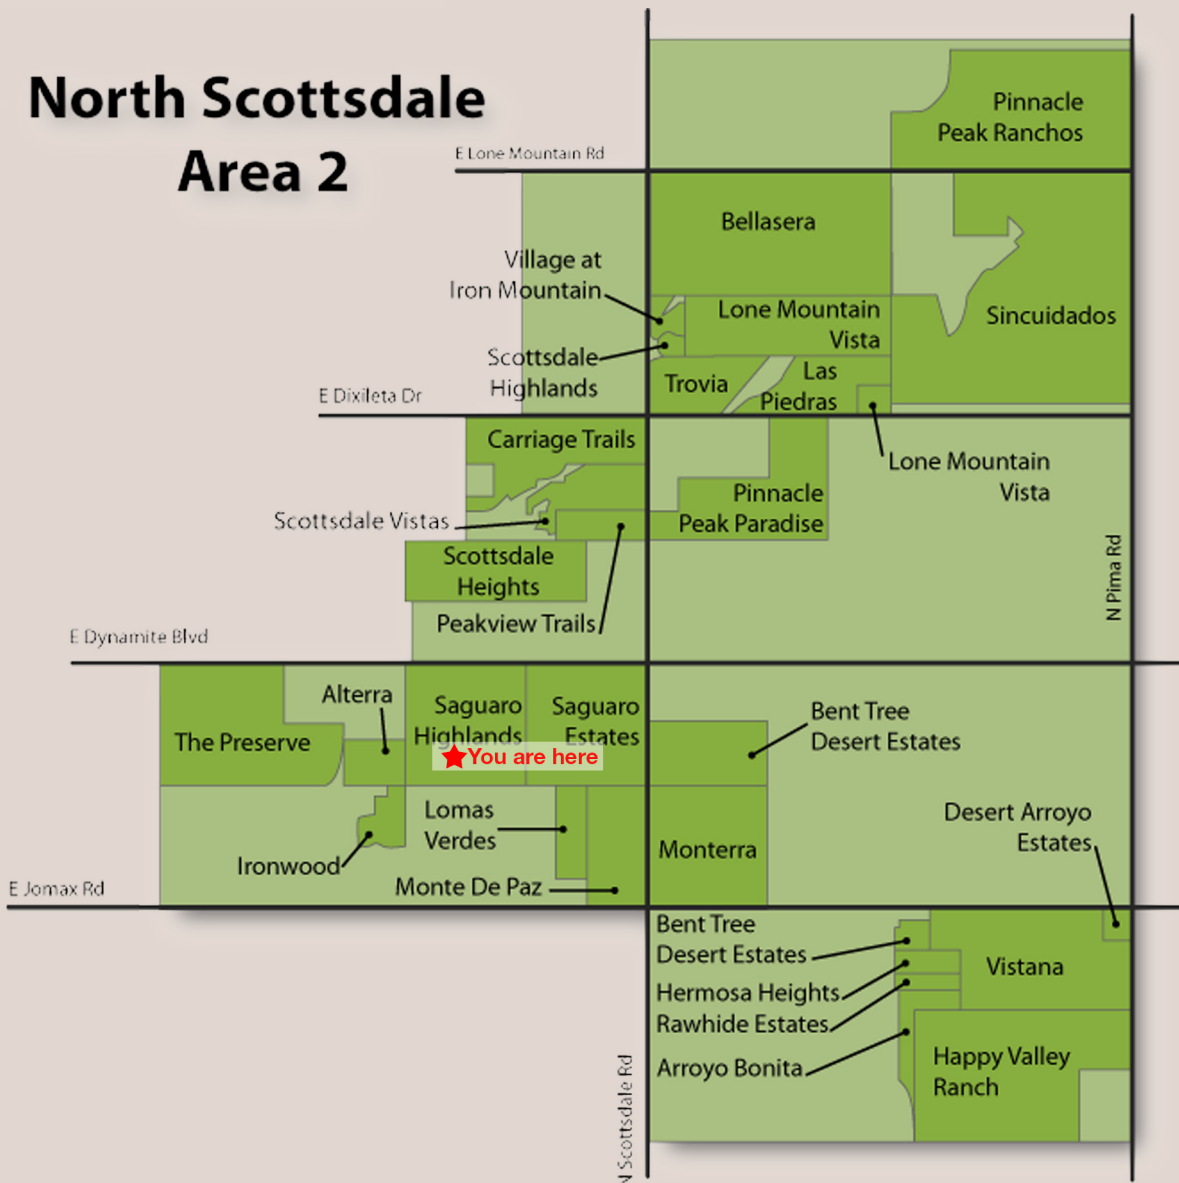 North Scottsdale
Area 2
Pinnacle
Peak Ranchos
E Lone Mountain Rd
Bellasera
Village at
Iron Mountain
Lone Mountain
Vista
Sincuidados
Scottsdale
Highlands
Trovia
Las
Piedras
E Dixileta Dr
Carriage Trails
Lone Mountain
Vista
Pinnacle
Peak Paradise
Scottsdale Vistas
N Pima Rd
Scottsdale
Heights
Peakview Trails
E Dynamite Blvd
Alterra
Saguaro
Highlands
Saguaro
Estates
Bent Tree
Desert Estates
The Preserve
You are here
Lomas
Verdes
Desert Arroyo
Estates
Monterra
Ironwood
Monte De Paz
E Jomax Rd
Bent Tree
Desert Estates
Vistana
Hermosa Heights
Rawhide Estates
Arroyo Bonita
Happy Valley
Ranch
N Scottsdale Rd